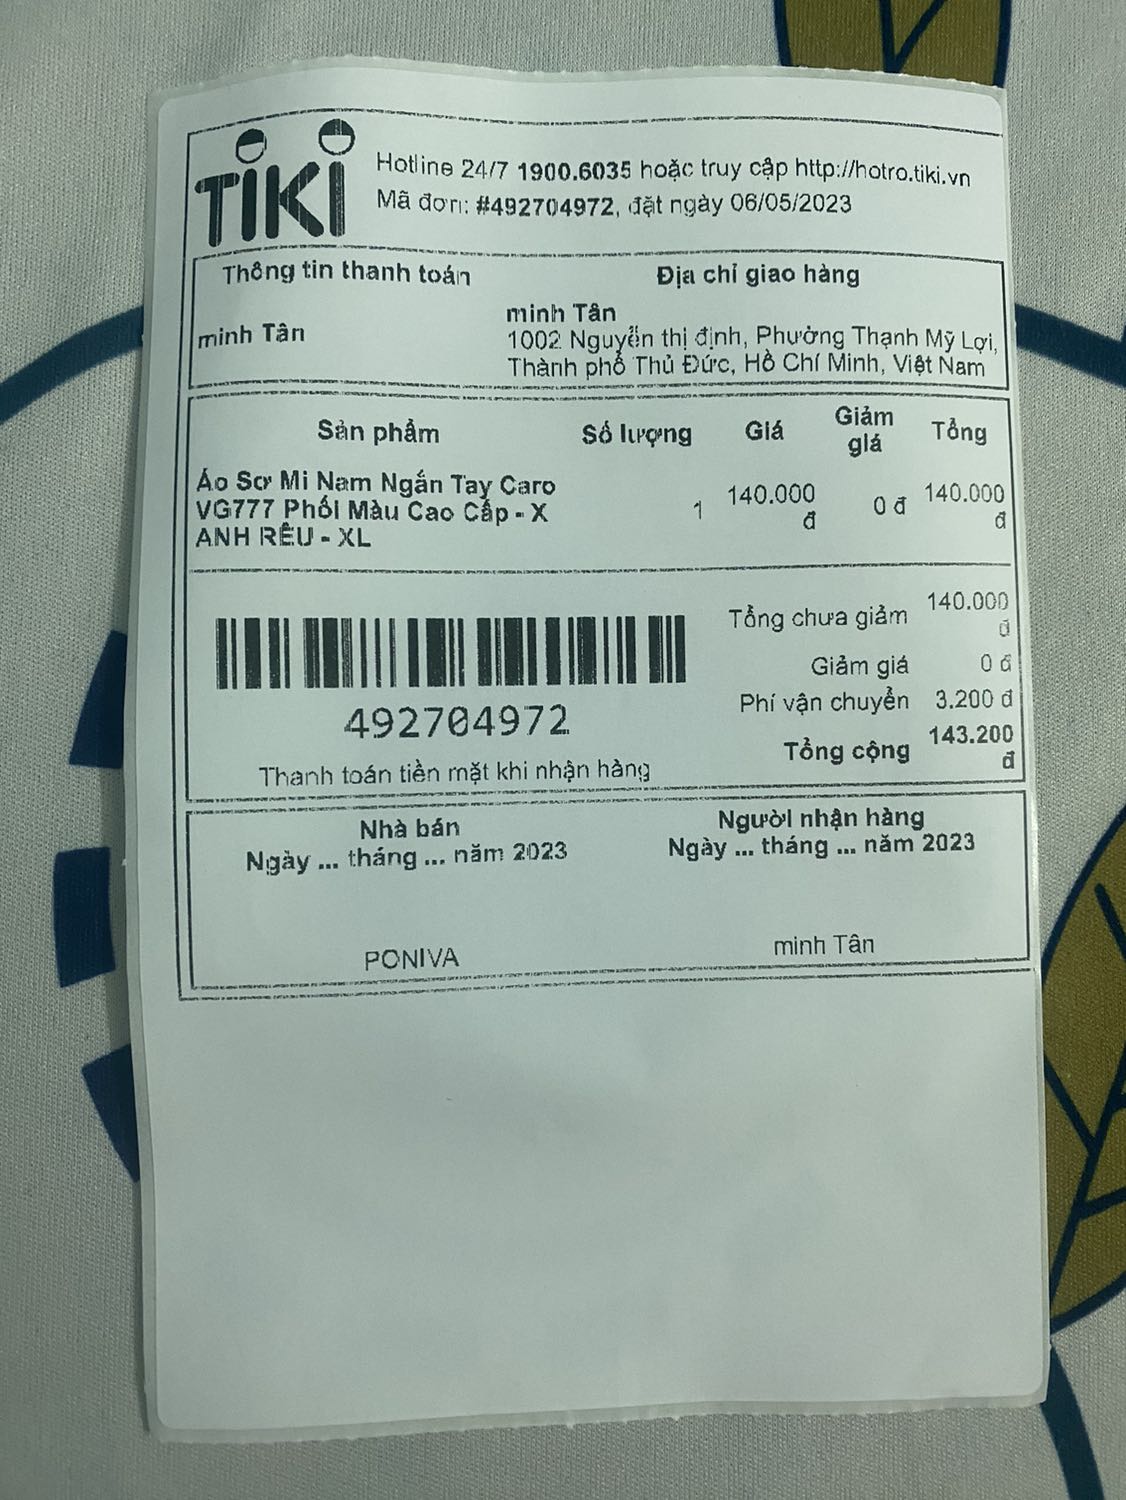 TIKI
Hotline 24/7 1900.6035 hoặc truy cập http://hotro.tiki.vn
Mã đơn: #492704972, đặt ngày 06/05/2023
Thông tin thanh toán
Địa chỉ giao hàng
minh Tân
minh Tân
1002 Nguyễn thị định, Phường Thạnh Mỹ Lợi,
Thành phố Thủ Đức, Hồ Chí Minh, Việt Nam
Sản phẩm Số lượng Giá Giảm giá Tổng
Áo Sơ Mi Nam Ngắn Tay Caro
VG777 Phối Màu Cao Cấp - X
ANH RÊU - XL
1 140.000 đ 0 đ 140.000 đ
Tổng chưa giảm 140.000 đ
Giảm giá 0 đ
Phí vận chuyển 3.200 đ
Tổng cộng 143.200 đ
492704972
Thanh toán tiền mặt khi nhận hàng
Nhà bán
Ngày ... tháng ... năm 2023
PONIVA
Người nhận hàng
Ngày ... tháng ... năm 2023
minh Tân